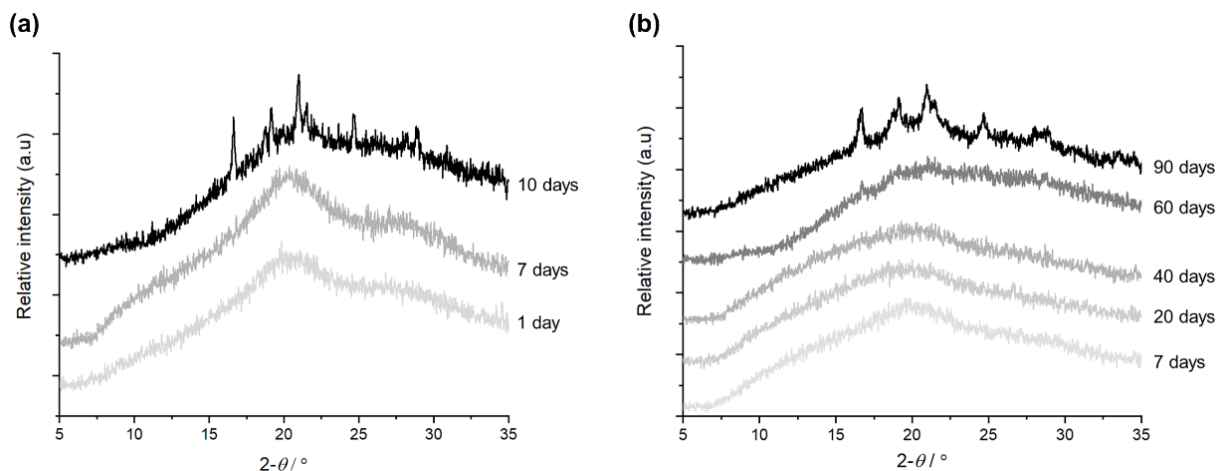 (a)
Relative intensity (a.u)
10 days
7 days
1 day
5 10 15 20 25 30 35
2-θ / °
(b)
Relative intensity (a.u)
90 days
60 days
40 days
20 days
7 days
5 10 15 20 25 30 35
2-θ / °